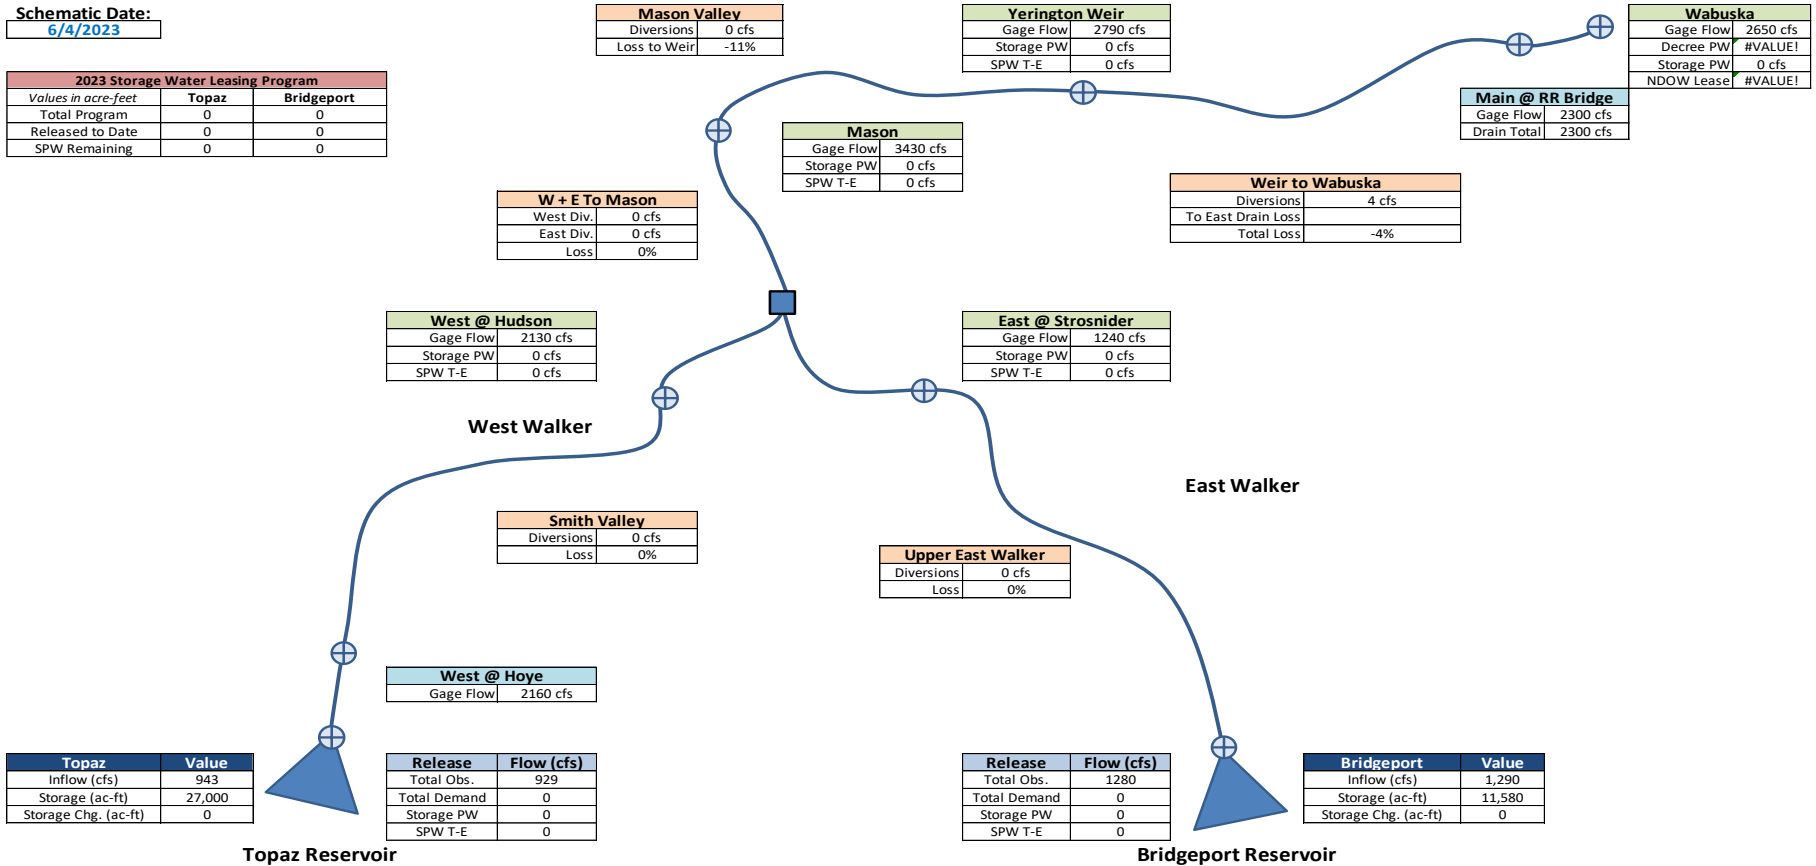 Schematic Date:
6/4/2023
2023 Storage Water Leasing Program
Values in acre-feet Topaz Bridgeport
Total Program 0 0
Released to Date 0 0
SPW Remaining 0 0
Mason Valley
Diversions 0 cfs
Loss to Weir -11%
Yerington Weir
Gage Flow 2790 cfs
Storage PW 0 cfs
SPW T-E 0 cfs
Wabuska
Gage Flow 2650 cfs
Decree PW #VALUE!
Storage PW 0 cfs
NDOW Lease #VALUE!
Main @ RR Bridge
Gage Flow 2300 cfs
Drain Total 2300 cfs
Mason
Gage Flow 3430 cfs
Storage PW 0 cfs
SPW T-E 0 cfs
W + E To Mason
West Div. 0 cfs
East Div. 0 cfs
Loss 0%
Weir to Wabuska
Diversions 4 cfs
To East Drain Loss
Total Loss -4%
West @ Hudson
Gage Flow 2130 cfs
Storage PW 0 cfs
SPW T-E 0 cfs
East @ Strosnider
Gage Flow 1240 cfs
Storage PW 0 cfs
SPW T-E 0 cfs
West Walker
East Walker
Smith Valley
Diversions 0 cfs
Loss 0%
Upper East Walker
Diversions 0 cfs
Loss 0%
West @ Hoye
Gage Flow 2160 cfs
Topaz Value
Inflow (cfs) 943
Storage (ac-ft) 27,000
Storage Chg. (ac-ft) 0
Release Flow (cfs)
Total Obs. 929
Total Demand 0
Storage PW 0
SPW T-E 0
Release Flow (cfs)
Total Obs. 1280
Total Demand 0
Storage PW 0
SPW T-E 0
Bridgeport Value
Inflow (cfs) 1,290
Storage (ac-ft) 11,580
Storage Chg. (ac-ft) 0
Topaz Reservoir
Bridgeport Reservoir